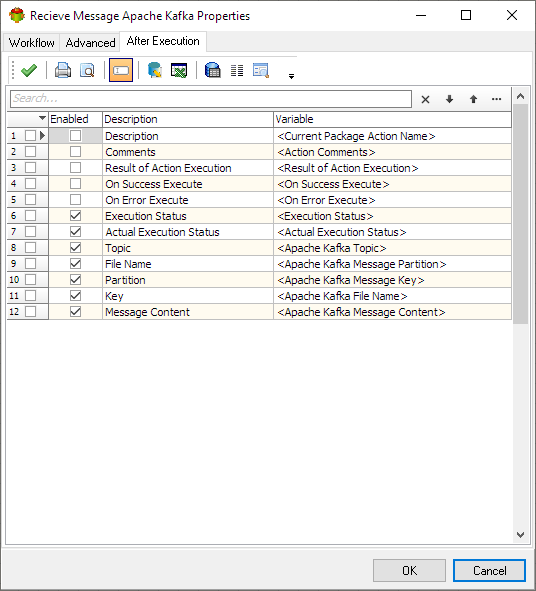 Recieve Message Apache Kafka Properties
Workflow Advanced After Execution
Search...
Enabled Description Variable
1 Description <Current Package Action Name>
2 Comments <Action Comments>
3 Result of Action Execution <Result of Action Execution>
4 On Success Execute <On Success Execute>
5 On Error Execute <On Error Execute>
6 Execution Status <Execution Status>
7 Actual Execution Status <Actual Execution Status>
8 Topic <Apache Kafka Topic>
9 File Name <Apache Kafka Message Partition>
10 Partition <Apache Kafka Message Key>
11 Key <Apache Kafka File Name>
12 Message Content <Apache Kafka Message Content>
OK Cancel